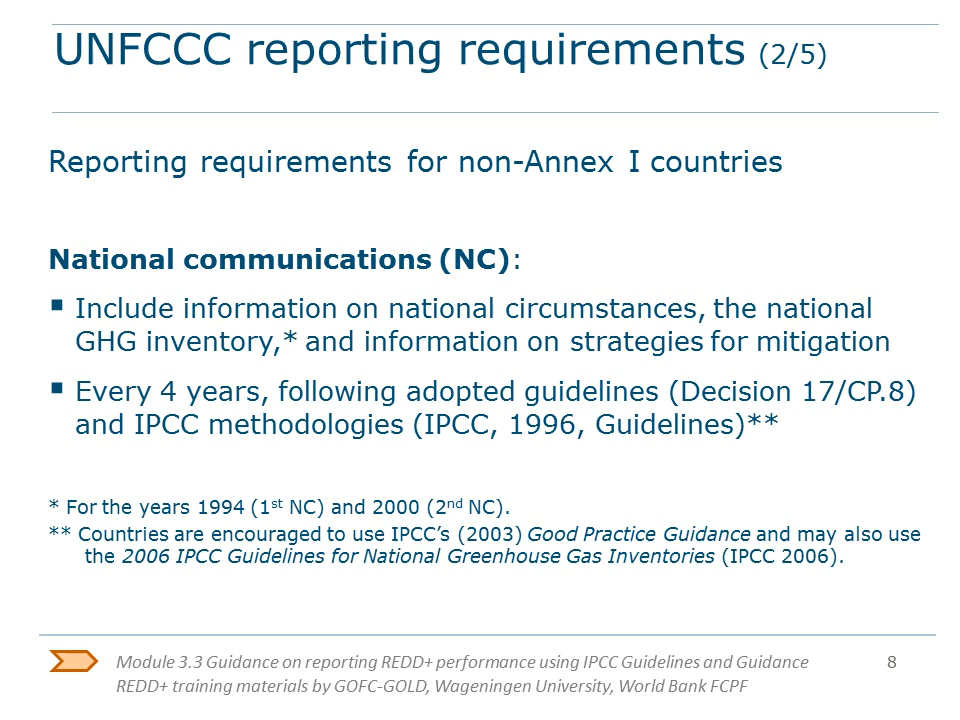 UNFCCC reporting requirements (2/5)
Reporting requirements for non-Annex I countries
National communications (NC):
▪ Include information on national circumstances, the national
GHG inventory,* and information on strategies for mitigation
▪ Every 4 years, following adopted guidelines (Decision 17/CP.8)
and IPCC methodologies (IPCC, 1996, Guidelines)**
* For the years 1994 (1st NC) and 2000 (2nd NC).
** Countries are encouraged to use IPCC’s (2003) Good Practice Guidance and may also use
the 2006 IPCC Guidelines for National Greenhouse Gas Inventories (IPCC 2006).
Module 3.3 Guidance on reporting REDD+ performance using IPCC Guidelines and Guidance
REDD+ training materials by GOFC-GOLD, Wageningen University, World Bank FCPF
8